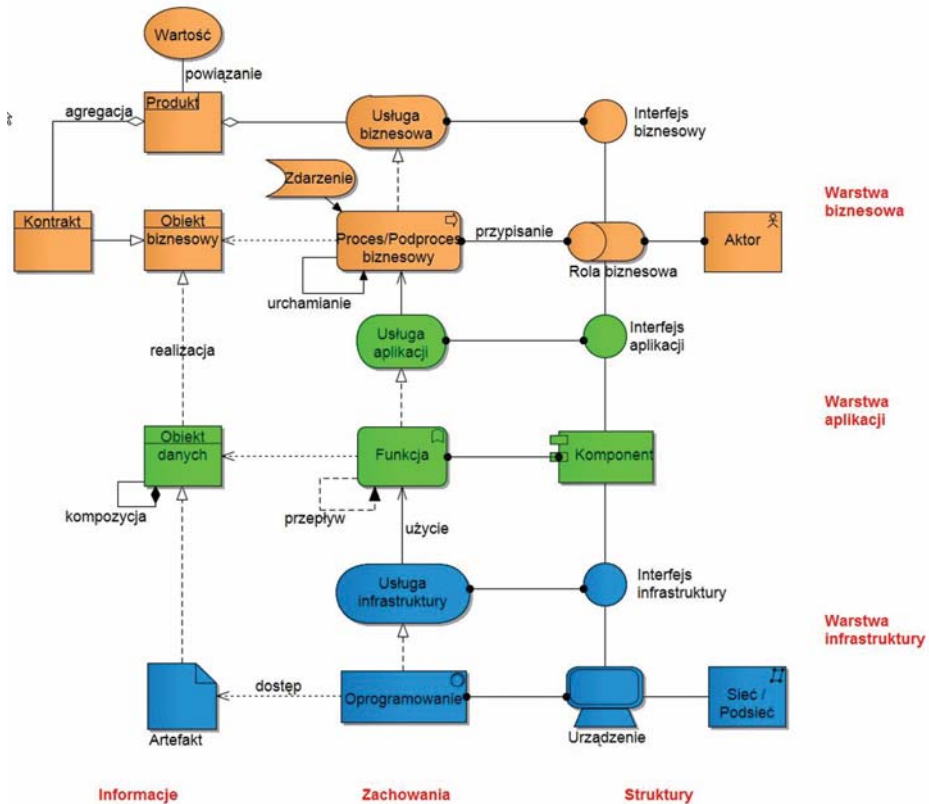 Wartość
powiązanie
agregacja
Produkt
Usługa
biznesowa
Interfejs
biznesowy
Zdarzenie
Warstwa
biznesowa
Kontrakt
Obiekt
biznesowy
Proces/Podproces
biznesowy
przypisanie
Rola biznesowa
Aktor
urchamianie
Usługa
aplikacji
Interfejs
aplikacji
realizacja
Warstwa
aplikacji
Obiekt
danych
Funkcja
Komponent
kompozycja
przepływ
użycie
Usługa
infrastruktury
Interfejs
infrastruktury
Warstwa
infrastruktury
dostęp
Oprogramowanie
Sieć /
Podsieć
Artefakt
Urządzenie
Informacje
Zachowania
Struktury